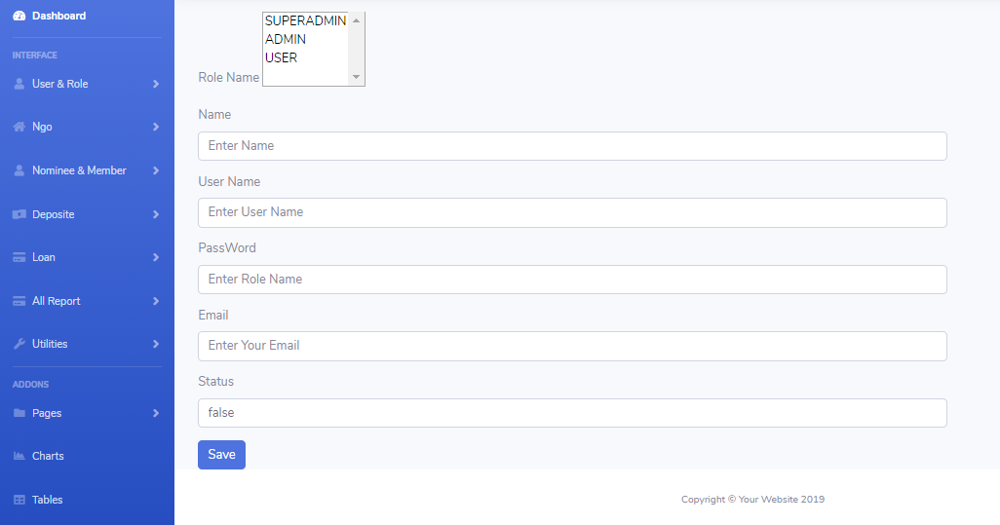 Dashboard
INTERFACE
User & Role
Ngo
Nominee & Member
Deposite
Loan
All Report
Utilities
ADDONS
Pages
Charts
Tables
SUPERADMIN
ADMIN
USER
Role Name
Name
Enter Name
User Name
Enter User Name
PassWord
Enter Role Name
Email
Enter Your Email
Status
false
Save
Copyright © Your Website 2019